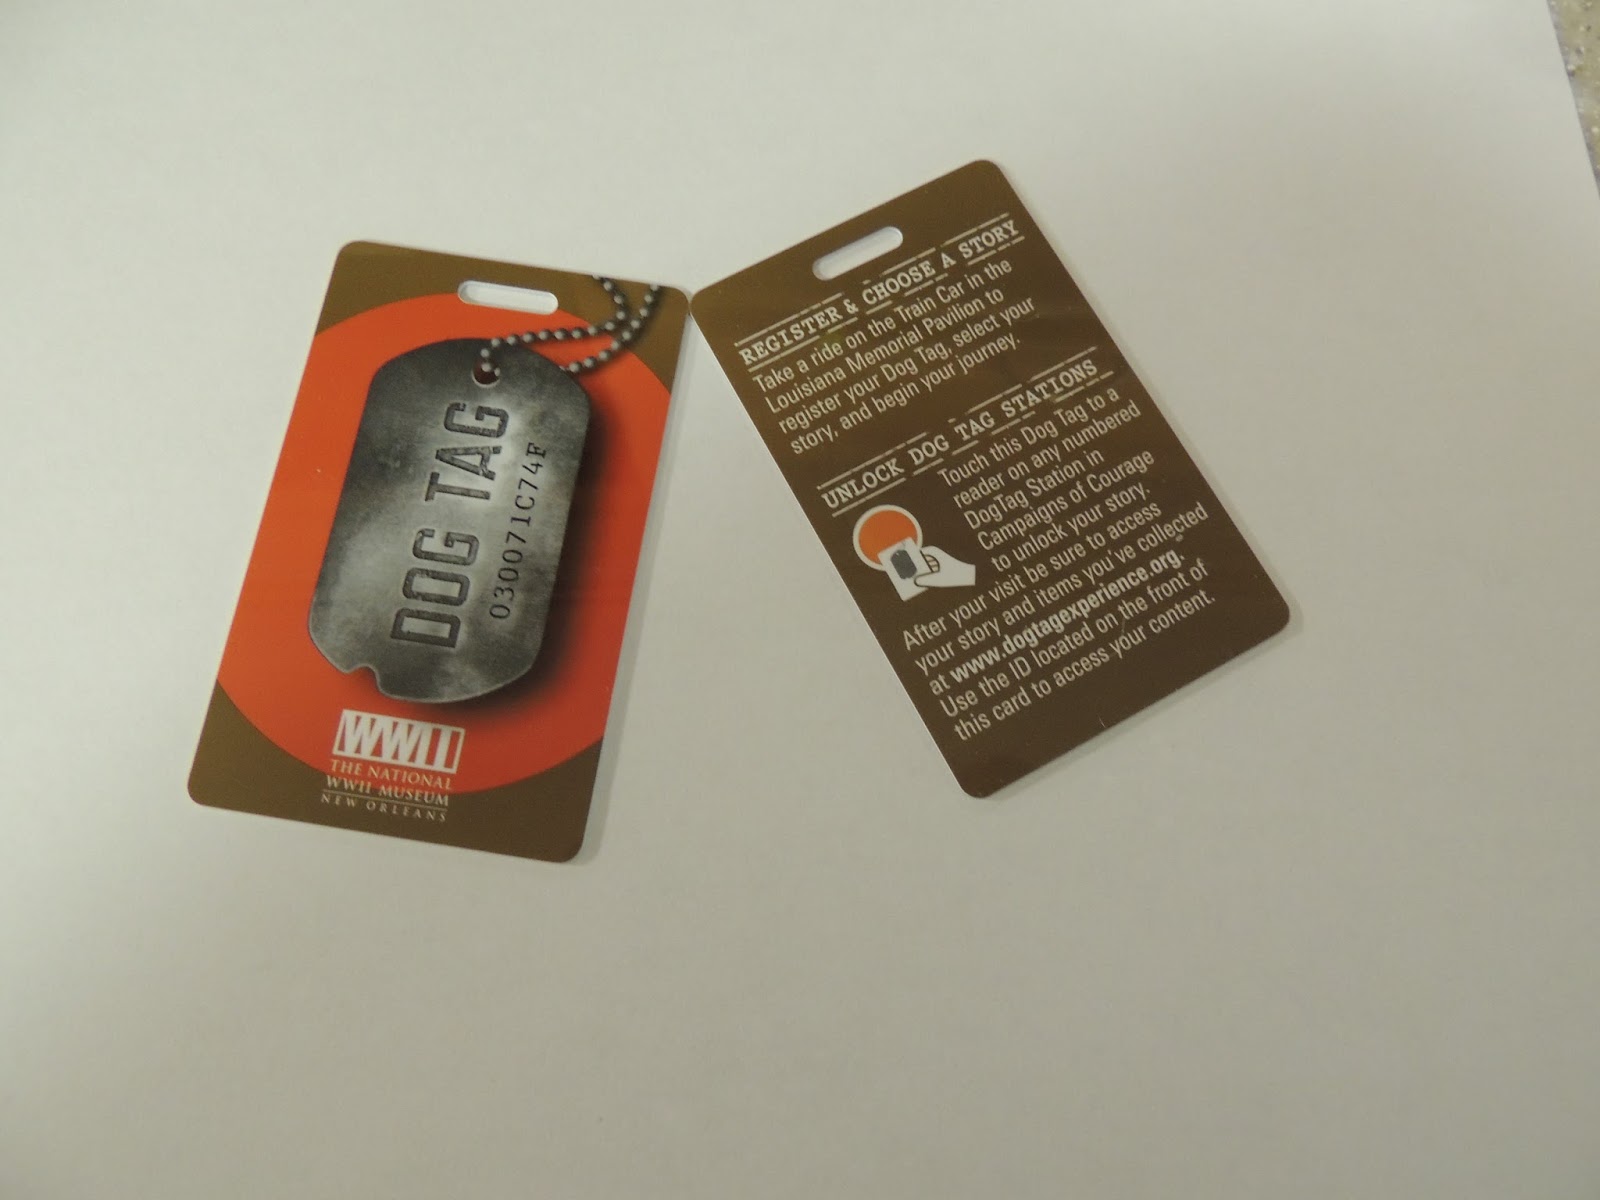 DOG TAG
030071C74F
WWII
THE NATIONAL
WWII MUSEUM
NEW ORLEANS
REGISTER & CHOOSE A STORY
Take a ride on the Train Car in the
Louisiana Memorial Pavilion to
register your Dog Tag, select your
story, and begin your journey.
UNLOCK DOG TAG STATIONS
Touch this Dog Tag to a
reader on any numbered
DogTag Station in
Campaigns of Courage
to unlock your story.
After your visit be sure to access
your story and items you've collected
at www.dogtagexperience.org.
Use the ID located on the front of
this card to access your content.